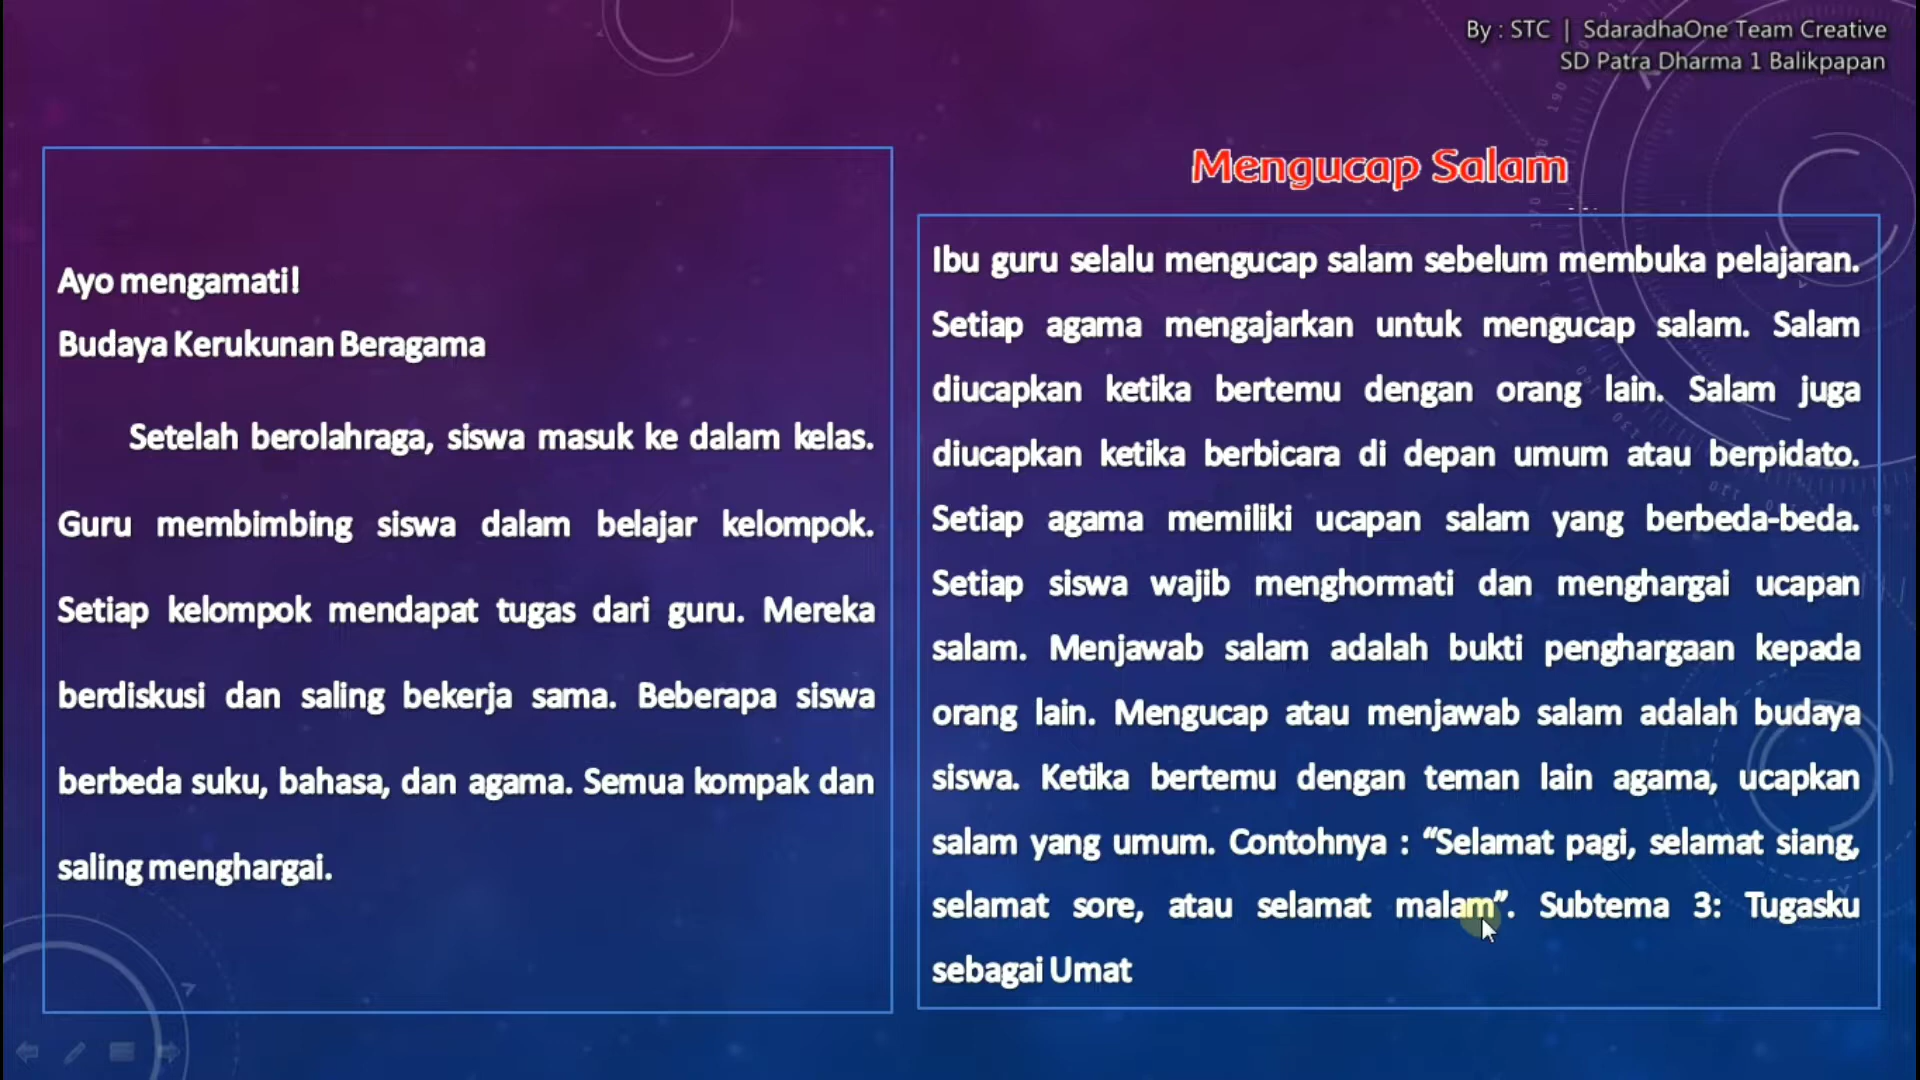 By : STC | SdaradhaOne Team Creative
SD Patra Dharma 1 Balikpapan
Ayo mengamati!
Budaya Kerukunan Beragama
Setelah berolahraga, siswa masuk ke dalam kelas.
Guru membimbing siswa dalam belajar kelompok.
Setiap kelompok mendapat tugas dari guru. Mereka
berdiskusi dan saling bekerja sama. Beberapa siswa
berbeda suku, bahasa, dan agama. Semua kompak dan
saling menghargai.
Mengucap Salam
Ibu guru selalu mengucap salam sebelum membuka pelajaran.
Setiap agama mengajarkan untuk mengucap salam. Salam
diucapkan ketika bertemu dengan orang lain. Salam juga
diucapkan ketika berbicara di depan umum atau berpidato.
Setiap agama memiliki ucapan salam yang berbeda-beda.
Setiap siswa wajib menghormati dan menghargai ucapan
salam. Menjawab salam adalah bukti penghargaan kepada
orang lain. Mengucap atau menjawab salam adalah budaya
siswa. Ketika bertemu dengan teman lain agama, ucapkan
salam yang umum. Contohnya : “Selamat pagi, selamat siang,
selamat sore, atau selamat malam”. Subtema 3: Tugasku
sebagai Umat